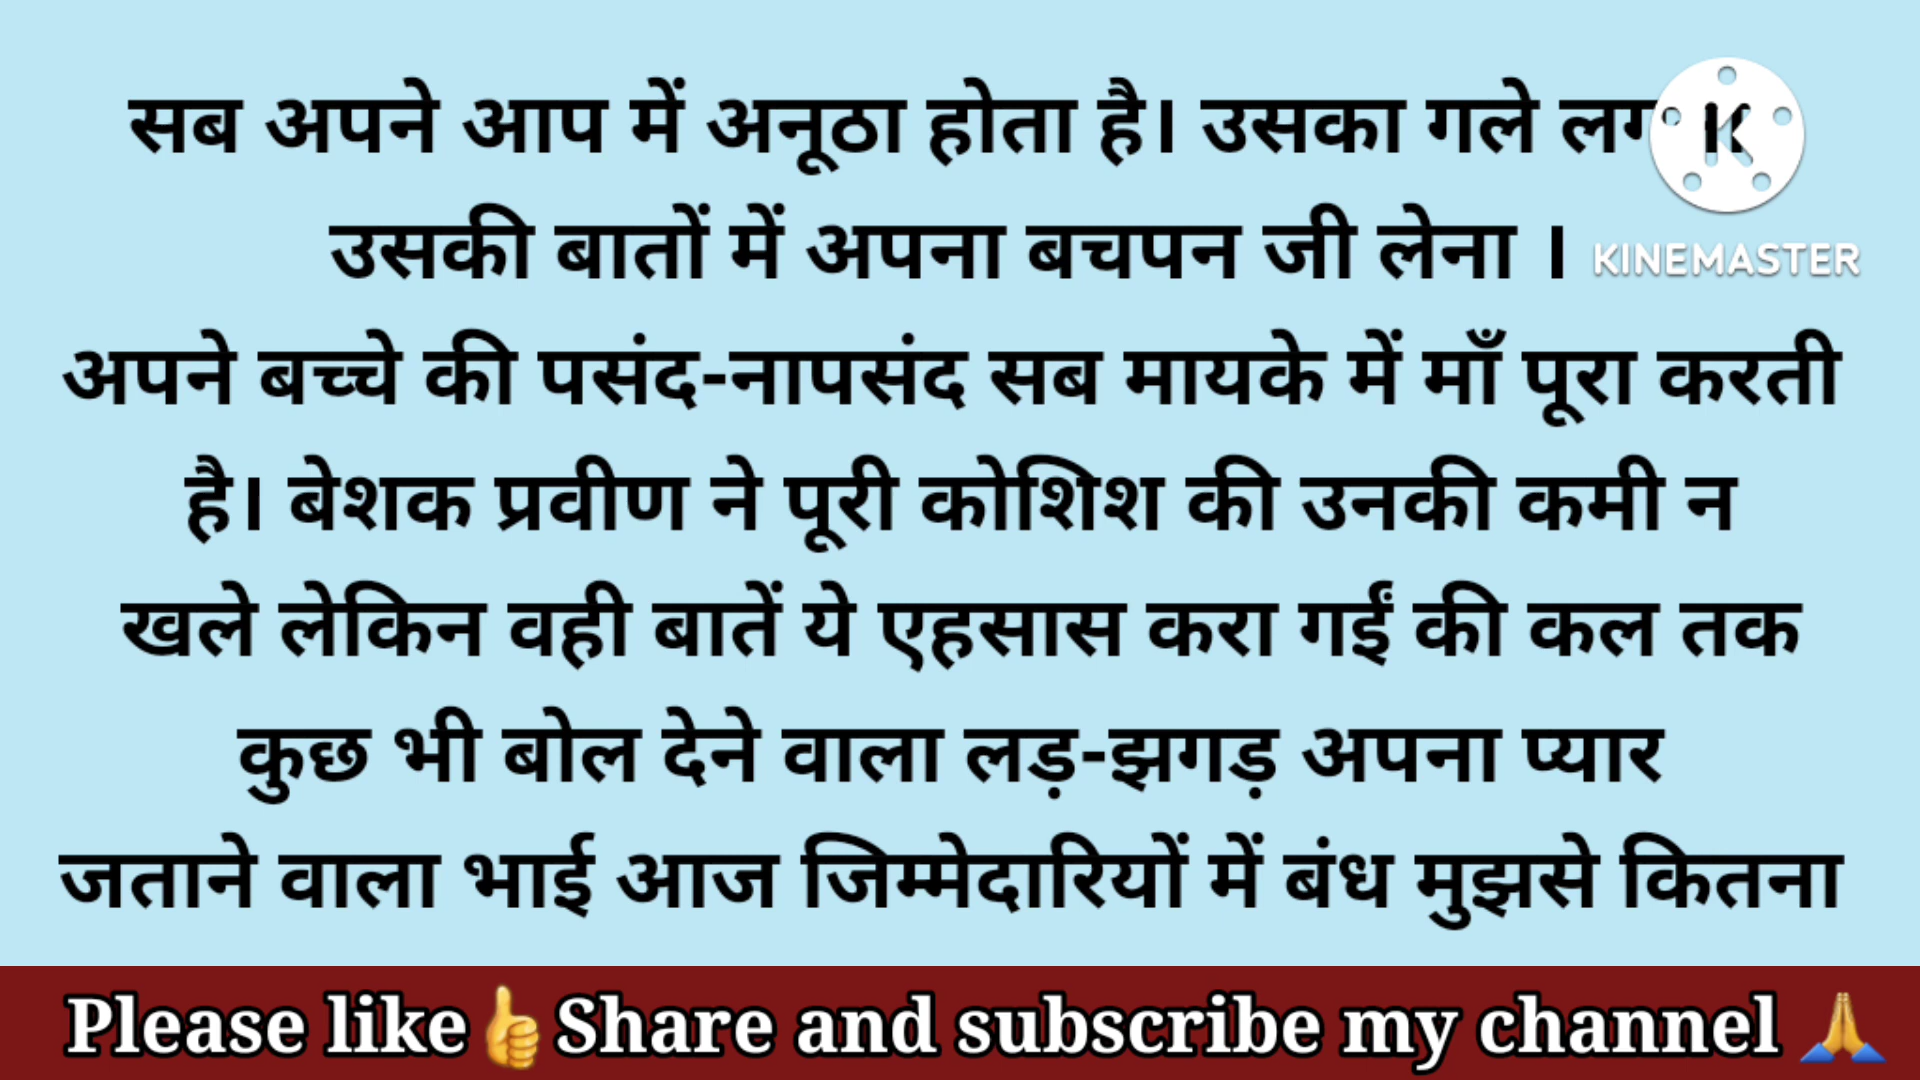 सब अपने आप में अनूठा होता है। उसका गले
K
उसकी बातों में अपना बचपन जी लेना ।
KINEMASTER
अपने बच्चे की पसंद-नापसंद सब मायके में माँ पूरा करती
है। बेशक प्रवीण ने पूरी कोशिश की उनकी कमी न
खले लेकिन वही बातें ये एहसास करा गईं की कल तक
कुछ भी बोल देने वाला लड़-झगड़ अपना प्यार
जताने वाला भाई आज जिम्मेदारियों में बंध मुझसे कितना
Please like👍Share and subscribe my channel 🙏